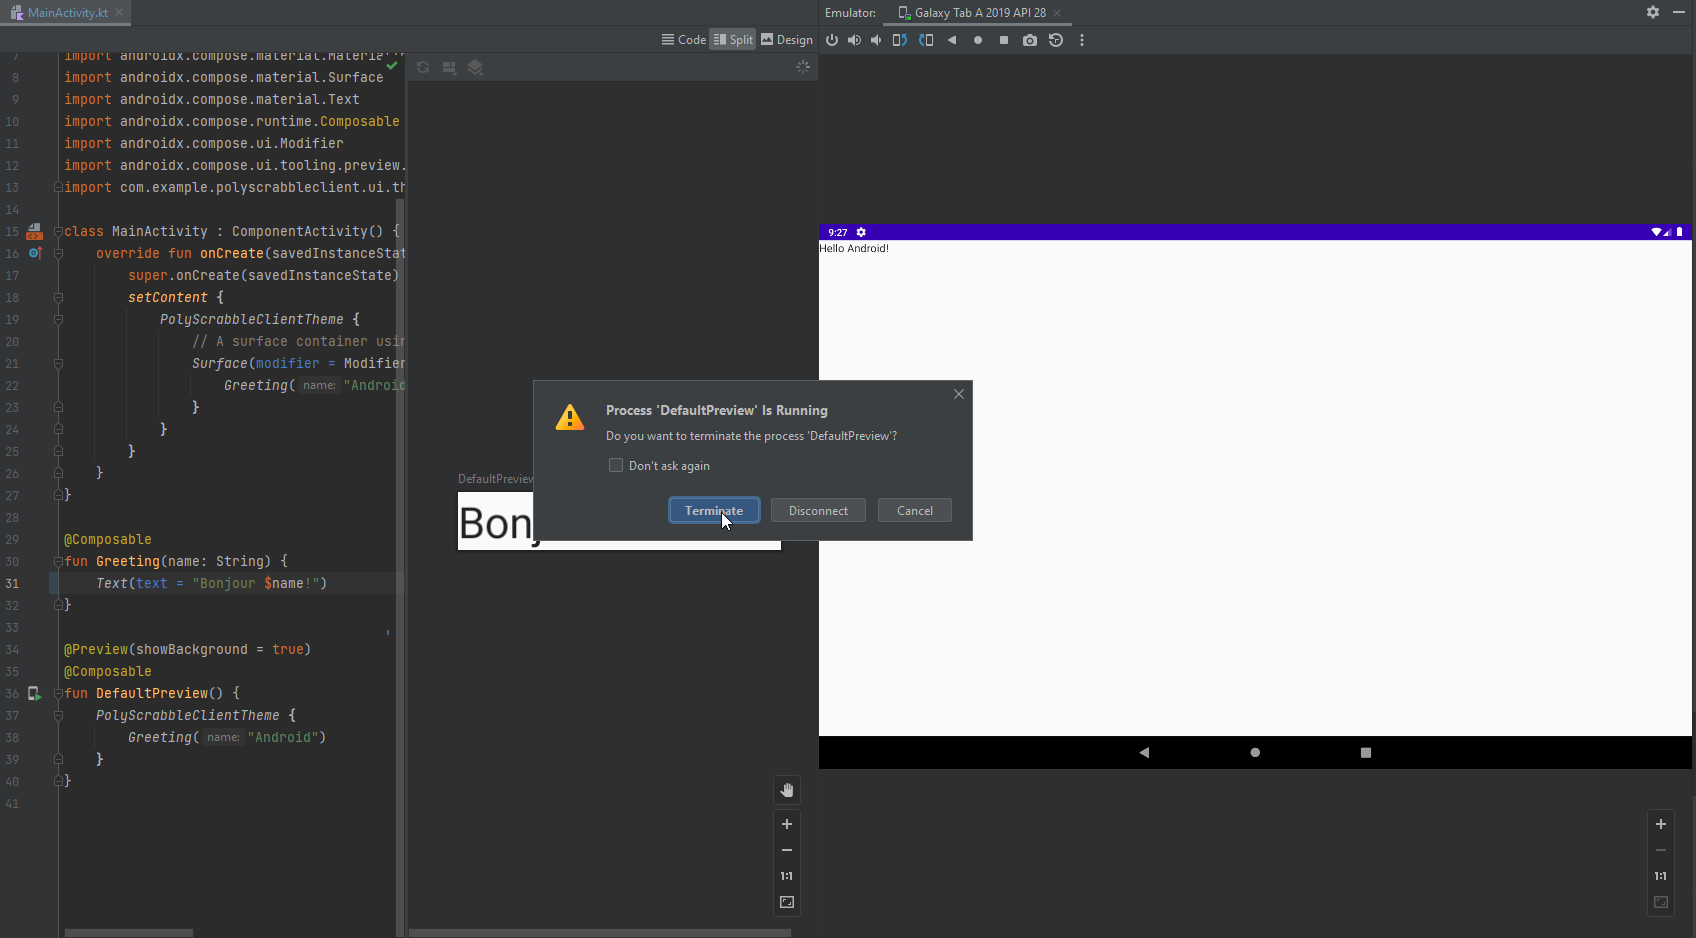 MainActivity.kt
Emulator: Galaxy Tab A 2019 API 28
Code Split Design
7 import androidx.compose.material.Materia
8 import androidx.compose.material.Surface
9 import androidx.compose.material.Text
10 import androidx.compose.runtime.Composable
11 import androidx.compose.ui.Modifier
12 import androidx.compose.ui.tooling.preview.
13 import com.example.polyscrabbleclient.ui.th
14
15 class MainActivity : ComponentActivity() {
16 override fun onCreate(savedInstanceStat
17 super.onCreate(savedInstanceState)
18 setContent {
19 PolyScrabbleClientTheme {
20 // A surface container usin
21 Surface(modifier = Modifier
22 Greeting( name: "Android
23 }
24 }
25 }
26 }
27 }
28
29 @Composable
30 fun Greeting(name: String) {
31 Text(text = "Bonjour $name!")
32 }
33
34 @Preview(showBackground = true)
35 @Composable
36 fun DefaultPreview() {
37 PolyScrabbleClientTheme {
38 Greeting( name: "Android")
39 }
40 }
41
DefaultPreview
Bonj
Process 'DefaultPreview' Is Running
Do you want to terminate the process 'DefaultPreview'?
Don't ask again
Terminate Disconnect Cancel
1:1
9:27
Hello Android!
1:1